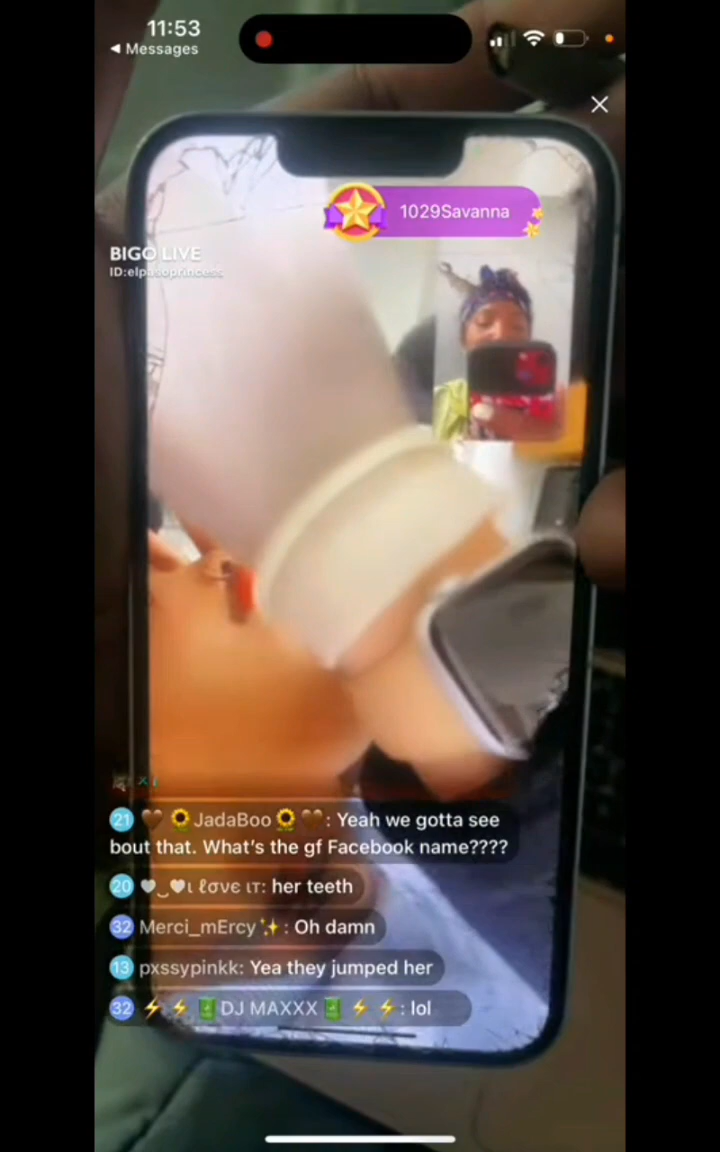 11:53
◀ Messages
1029Savanna
BIGO LIVE
ID:elpasoprincess
21 🤎 🌻JadaBoo🌻 🤎: Yeah we gotta see
bout that. What's the gf Facebook name????
20 🤍‿🤍ι ℓσνє ιт: her teeth
32 Merci_mErcy✨: Oh damn
13 pxssypinkk: Yea they jumped her
32 ⚡ ⚡ 💵DJ MAXXX💵 ⚡ ⚡: lol